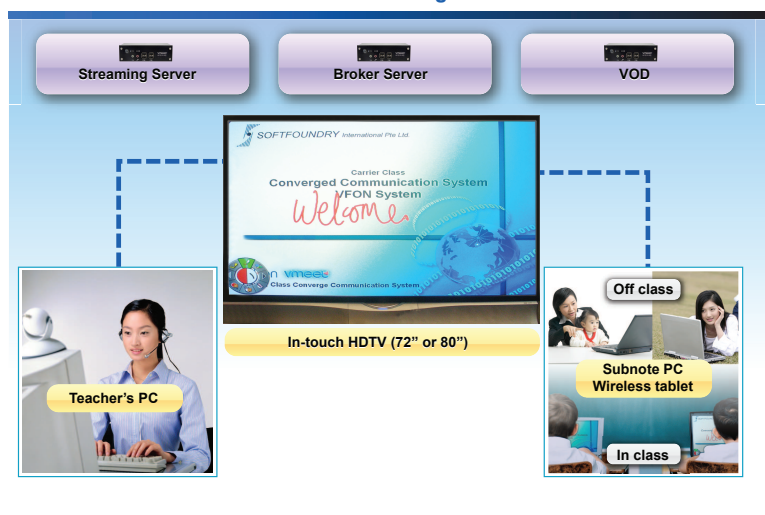 Streaming Server
Broker Server
VOD
SOFTFOUNDRY International Pte Ltd.
Carrier Class
Converged Communication System
VFON System
Welcome.
n vmeet
Class Converge Communication System
In-touch HDTV (72” or 80”)
Teacher’s PC
Off class
Subnote PC
Wireless tablet
In class